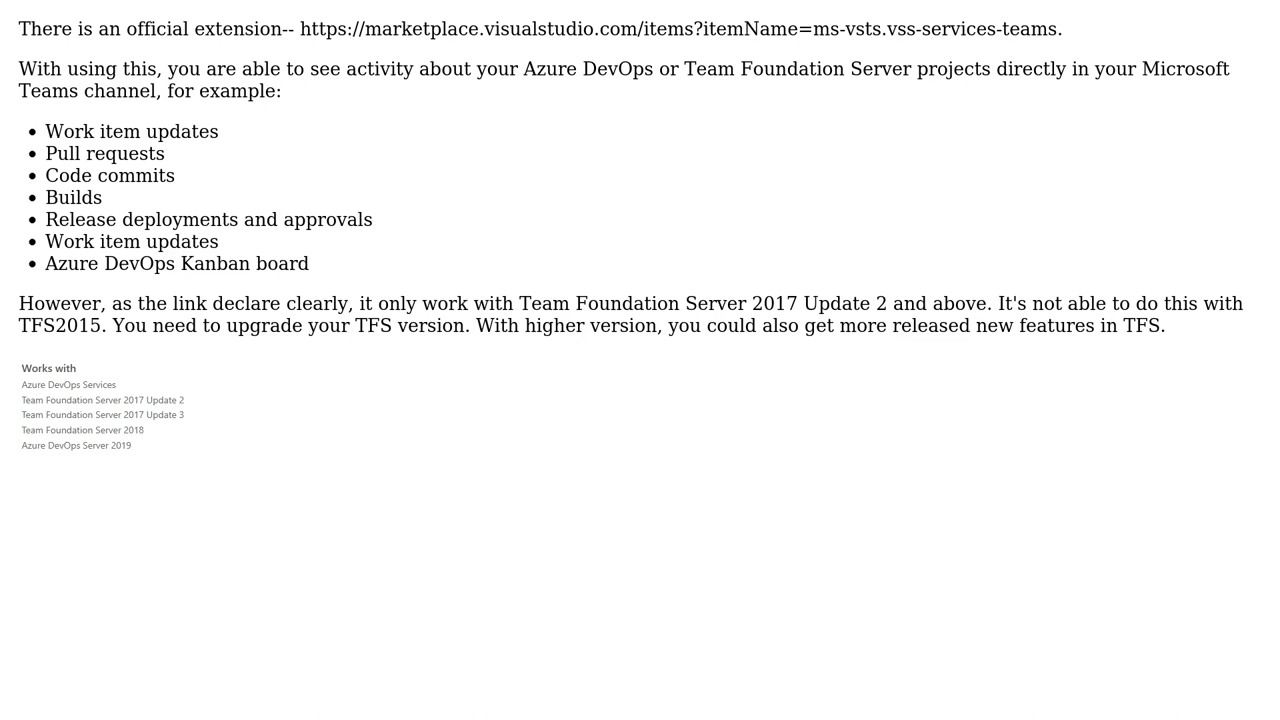 There is an official extension-- https://marketplace.visualstudio.com/items?itemName=ms-vsts.vss-services-teams.
With using this, you are able to see activity about your Azure DevOps or Team Foundation Server projects directly in your Microsoft
Teams channel, for example:
• Work item updates
• Pull requests
• Code commits
• Builds
• Release deployments and approvals
• Work item updates
• Azure DevOps Kanban board
However, as the link declare clearly, it only work with Team Foundation Server 2017 Update 2 and above. It's not able to do this with
TFS2015. You need to upgrade your TFS version. With higher version, you could also get more released new features in TFS.
Works with
Azure DevOps Services
Team Foundation Server 2017 Update 2
Team Foundation Server 2017 Update 3
Team Foundation Server 2018
Azure DevOps Server 2019